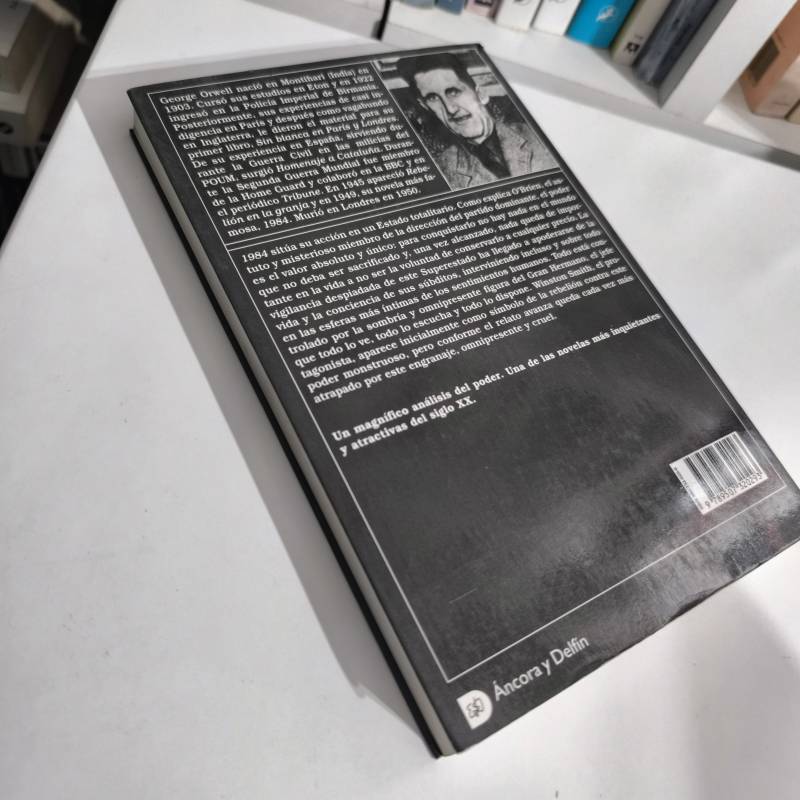 George Orwell nació en Montihari (India) en
1903. Cursó sus estudios en Eton y en 1922
ingresó en la Policía Imperial de Birmania.
Posteriormente, sus experiencias de casi in-
digencia en París, y después como vagabundo
en Inglaterra, le dieron el material para su
primer libro, Sin blanca en París y Londres.
De su experiencia en España, sirviendo du-
rante la Guerra Civil en las milicias del
POUM, surgió Homenaje a Cataluña. Duran-
te la Segunda Guerra Mundial fue miembro
de la Home Guard y colaboró en la BBC y en
el periódico Tribune. En 1945 apareció Rebe-
lión en la granja y en 1949, su novela más fa-
mosa, 1984. Murió en Londres en 1950.
1984 sitúa su acción en un Estado totalitario. Como explica O'Brien, el as-
tuto y misterioso miembro de la dirección del partido dominante, el poder
es el valor absoluto y único: para conquistarlo no hay nada en el mundo
que no deba ser sacrificado y, una vez alcanzado, nada queda de impor-
tante en la vida a no ser la voluntad de conservarlo a cualquier precio. La
vigilancia despiadada de este Superestado ha llegado a apoderarse de la
vida y la conciencia de sus súbditos, interviniendo incluso y sobre todo
en las esferas más íntimas de los sentimientos humanos. Todo está con-
trolado por la sombría y omnipresente figura del Gran Hermano, el jefe
que todo lo ve, todo lo escucha y todo lo dispone. Winston Smith, el pro-
tagonista, aparece inicialmente como símbolo de la rebelión contra este
poder monstruoso, pero conforme el relato avanza queda cada vez más
atrapado por este engranaje, omnipresente y cruel.
Un magnífico análisis del poder. Una de las novelas más inquietantes
y atractivas del siglo XX.
9 788423 320295
Áncora y Delfín